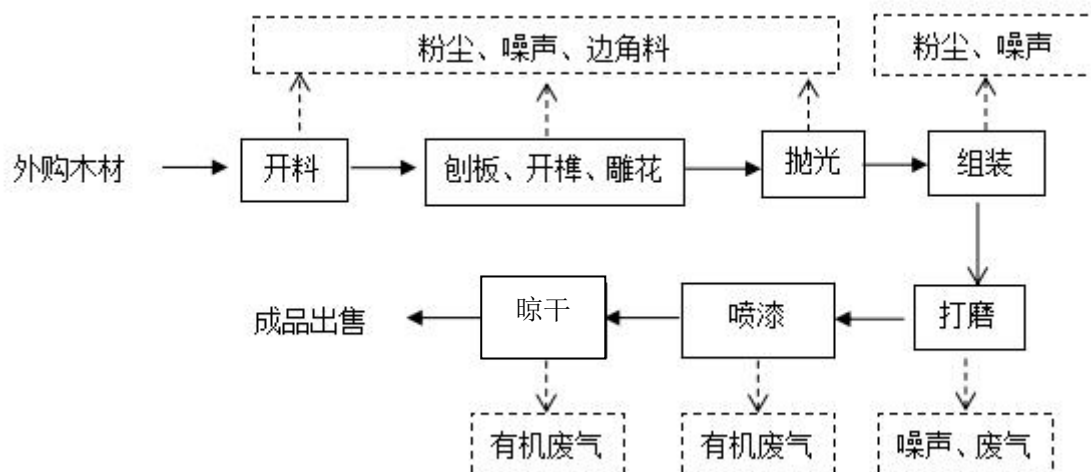 粉尘、噪声、边角料
粉尘、噪声
外购木材
开料
刨板、开榫、雕花
抛光
组装
成品出售
晾干
喷漆
打磨
有机废气
有机废气
噪声、废气